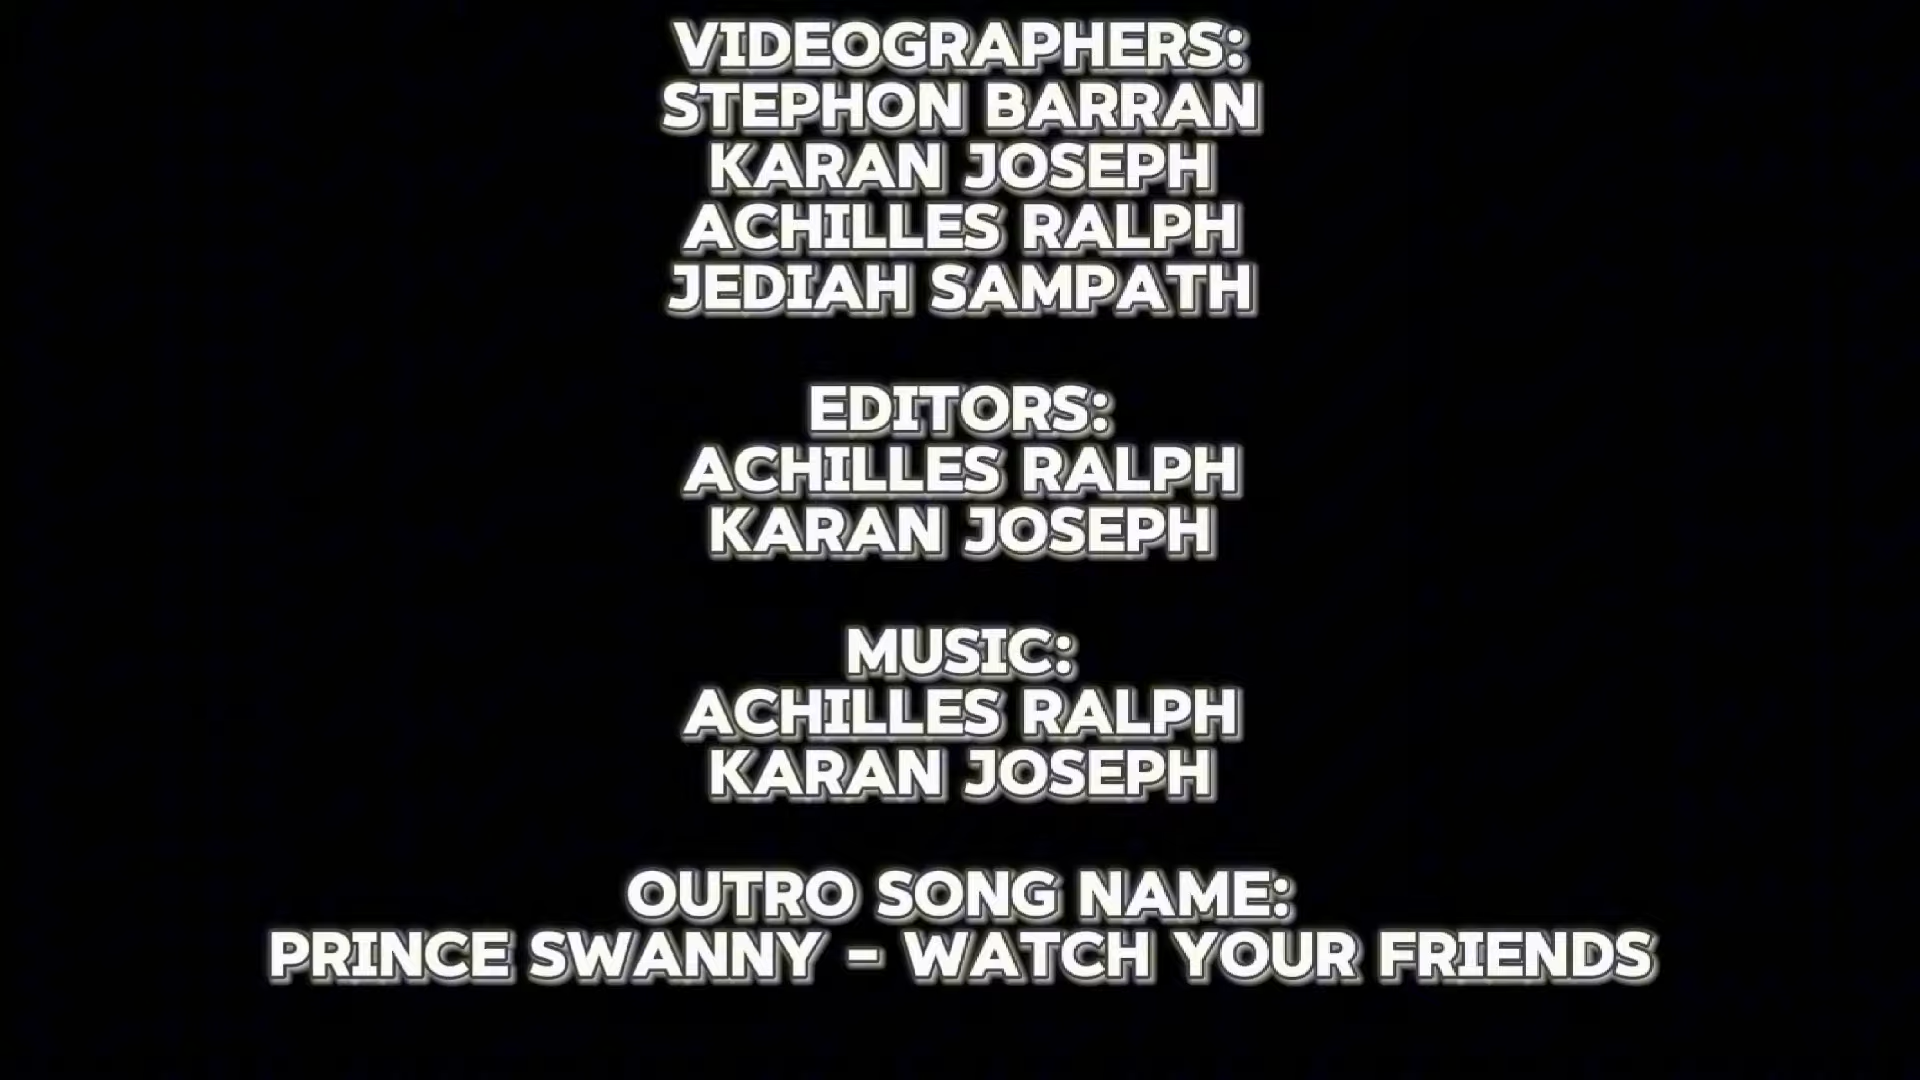 VIDEOGRAPHERS:
STEPHON BARRAN
KARAN JOSEPH
ACHILLES RALPH
JEDIAH SAMPATH
EDITORS:
ACHILLES RALPH
KARAN JOSEPH
MUSIC:
ACHILLES RALPH
KARAN JOSEPH
OUTRO SONG NAME:
PRINCE SWANNY - WATCH YOUR FRIENDS